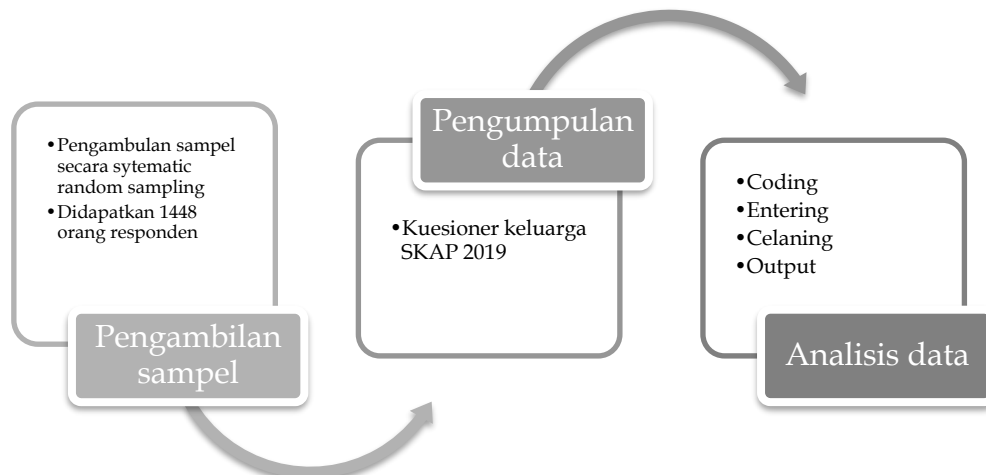 •Pengambulan sampel
secara sytematic
random sampling
•Didapatkan 1448
orang responden
Pengambilan
sampel
Pengumpulan
data
•Kuesioner keluarga
SKAP 2019
•Coding
•Entering
•Celaning
•Output
Analisis data